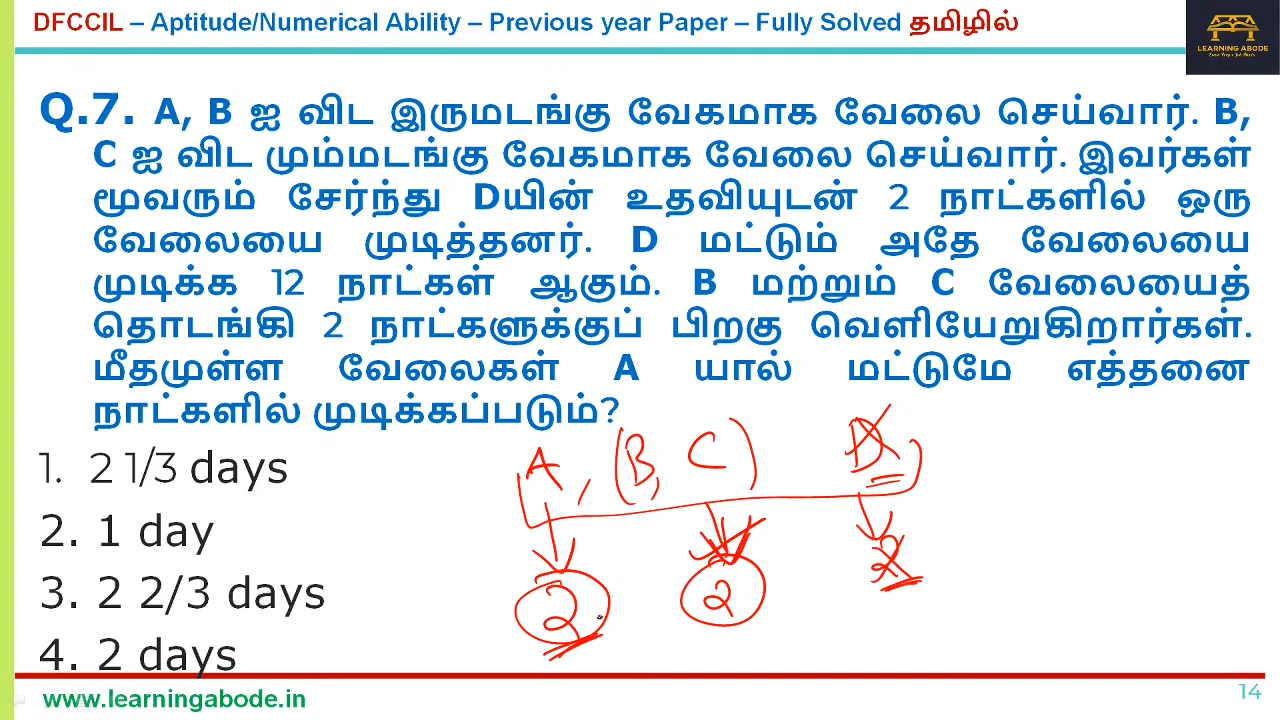 DFCCIL – Aptitude/Numerical Ability – Previous year Paper – Fully Solved தமிழில்
LEARNING ABODE
Q.7. A, B ஐ விட இருமடங்கு வேகமாக வேலை செய்வார். B,
C ஐ விட மும்மடங்கு வேகமாக வேலை செய்வார். இவர்கள்
மூவரும் சேர்ந்து Dயின் உதவியுடன் 2 நாட்களில் ஒரு
வேலையை முடித்தனர். D மட்டும் அதே வேலையை
முடிக்க 12 நாட்கள் ஆகும். B மற்றும் C வேலையைத்
தொடங்கி 2 நாட்களுக்குப் பிறகு வெளியேறுகிறார்கள்.
மீதமுள்ள வேலைகள் A யால் மட்டுமே எத்தனை
நாட்களில் முடிக்கப்படும்?
1. 2 1/3 days
2. 1 day
3. 2 2/3 days
4. 2 days
A, (B, C) D
2 2 2
www.learningabode.in
14